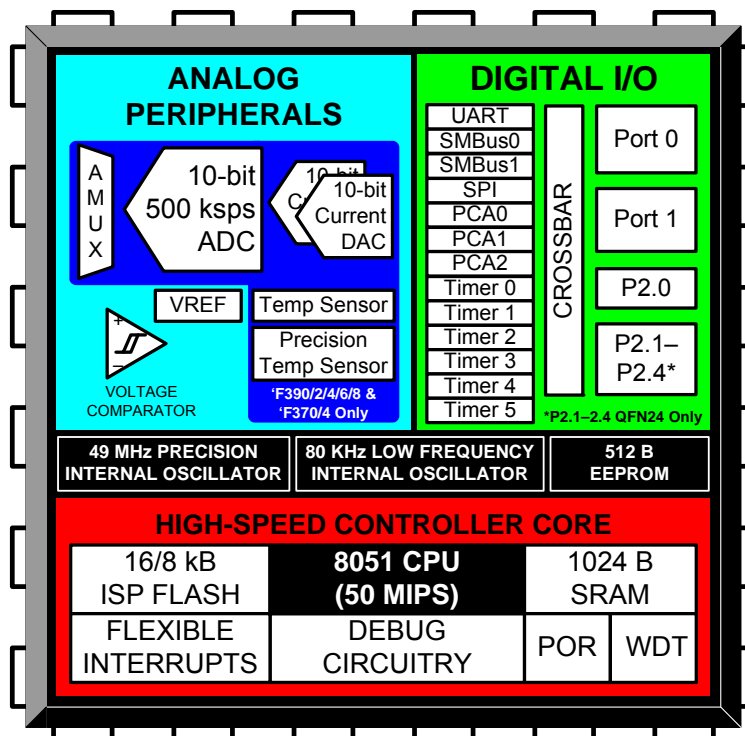 ANALOG
PERIPHERALS
A
M
U
X
10-bit
500 ksps
ADC
10-bit
10-bit
Current
DAC
VREF
Temp Sensor
Precision
Temp Sensor
+
–
VOLTAGE
COMPARATOR
‘F390/2/4/6/8 &
‘F370/4 Only
DIGITAL I/O
UART
SMBus0
SMBus1
SPI
PCA0
PCA1
PCA2
Timer 0
Timer 1
Timer 2
Timer 3
Timer 4
Timer 5
CROSSBAR
Port 0
Port 1
P2.0
P2.1–
P2.4*
*P2.1–2.4 QFN24 Only
49 MHz PRECISION
INTERNAL OSCILLATOR
80 KHz LOW FREQUENCY
INTERNAL OSCILLATOR
512 B
EEPROM
HIGH-SPEED CONTROLLER CORE
16/8 kB
ISP FLASH
8051 CPU
(50 MIPS)
1024 B
SRAM
FLEXIBLE
INTERRUPTS
DEBUG
CIRCUITRY
POR
WDT